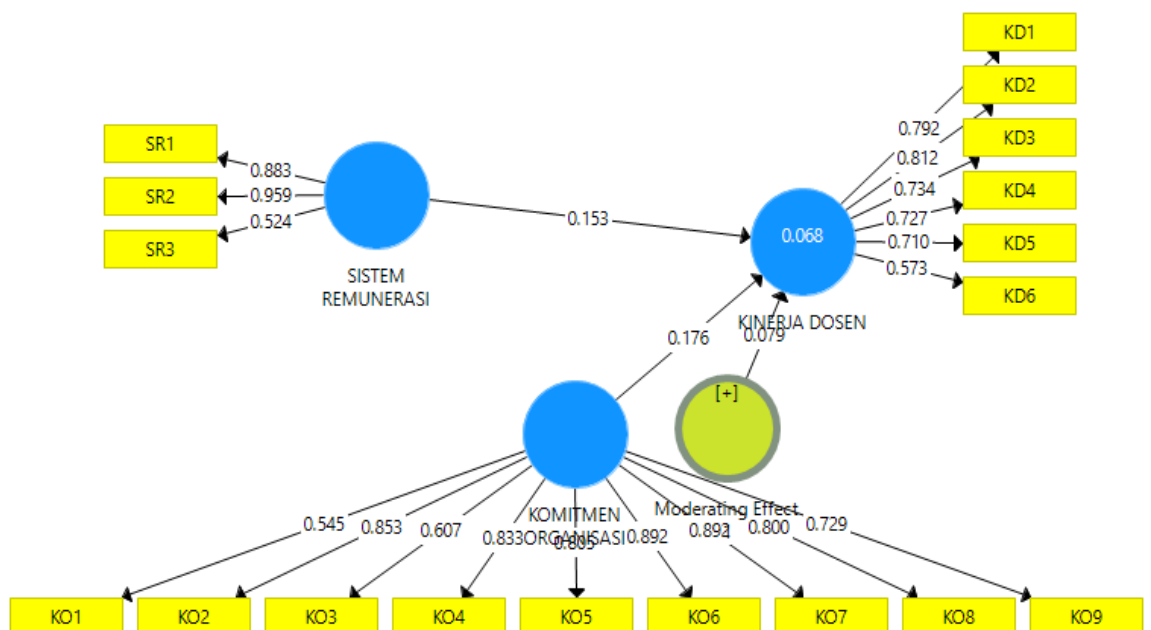 KD1
KD2
KD3
KD4
KD5
KD6
0.792
0.812
0.734
0.727
0.710
0.573
SR1
SR2
SR3
0.883
0.959
0.524
0.153
0.068
SISTEM
REMUNERASI
KINERJA DOSEN
0.176
0.079
[+]
Moderating Effect
KOMITMEN
ORGANISASI
0.545
0.853
0.607
0.833
0.805
0.892
0.800
0.729
KO1
KO2
KO3
KO4
KO5
KO6
KO7
KO8
KO9